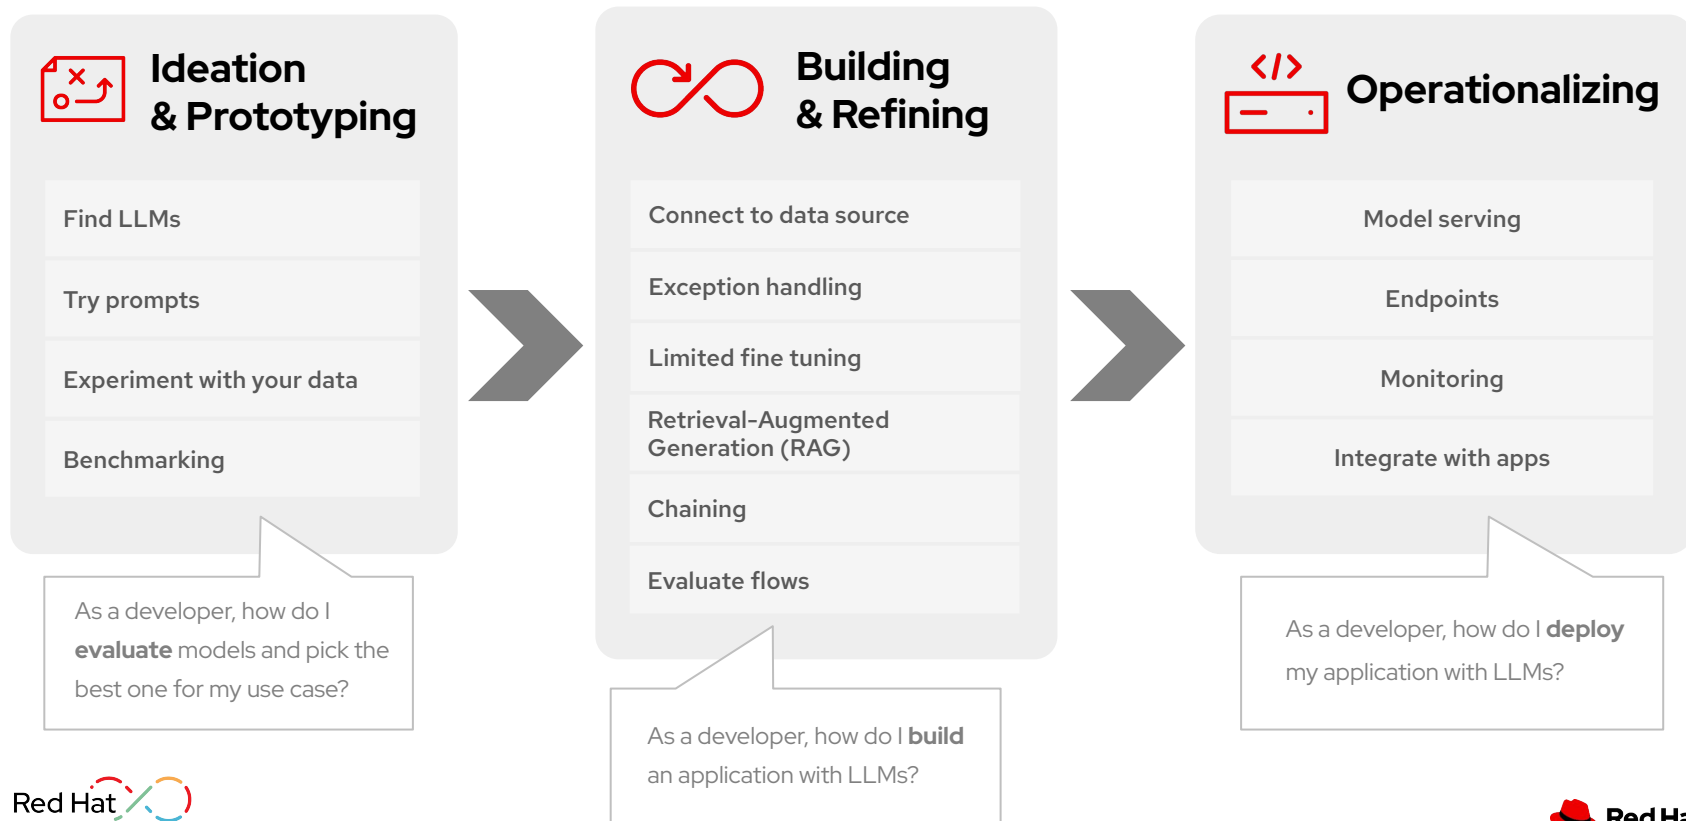 Ideation
& Prototyping
Find LLMs
Try prompts
Experiment with your data
Benchmarking
As a developer, how do I
evaluate models and pick the
best one for my use case?
Building
& Refining
Connect to data source
Exception handling
Limited fine tuning
Retrieval-Augmented
Generation (RAG)
Chaining
Evaluate flows
As a developer, how do I build
an application with LLMs?
</>
Operationalizing
Model serving
Endpoints
Monitoring
Integrate with apps
As a developer, how do I deploy
my application with LLMs?
Red Hat
Red Ha